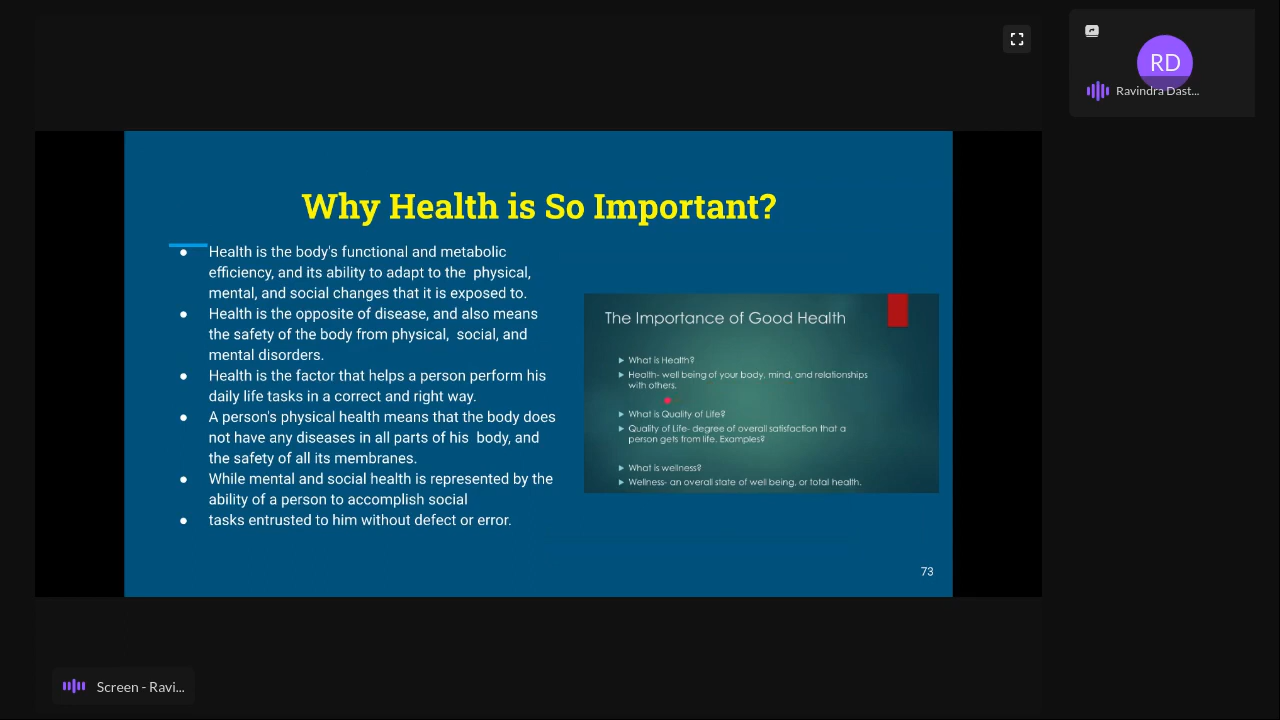 RD
Ravindra Dast...
Why Health is So Important?
● Health is the body's functional and metabolic
efficiency, and its ability to adapt to the physical,
mental, and social changes that it is exposed to.
● Health is the opposite of disease, and also means
the safety of the body from physical, social, and
mental disorders.
● Health is the factor that helps a person perform his
daily life tasks in a correct and right way.
● A person's physical health means that the body does
not have any diseases in all parts of his body, and
the safety of all its membranes.
● While mental and social health is represented by the
ability of a person to accomplish social
● tasks entrusted to him without defect or error.
The Importance of Good Health
What is Health?
Health- well being of your body, mind, and relationships
with others.
What is Quality of Life?
Quality of Life- degree of overall satisfaction that a
person gets from life. Examples?
What is wellness?
Wellness- an overall state of well being, or total health.
73
Screen - Ravi...